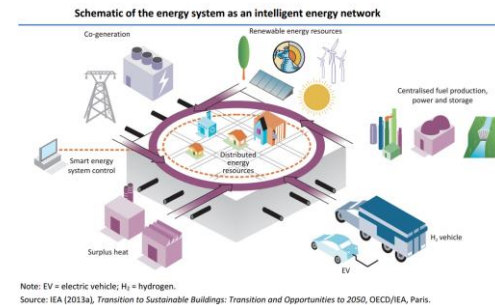 Schematic of the energy system as an intelligent energy network
Co-generation
Renewable energy resources
Centralised fuel production,
power and storage
Smart energy
system control
Distributed
energy
resources
Surplus heat
H₂ vehicle
EV
Note: EV = electric vehicle; H₂ = hydrogen.
Source: IEA (2013a), Transition to Sustainable Buildings: Transition and Opportunities to 2050, OECD/IEA, Paris.